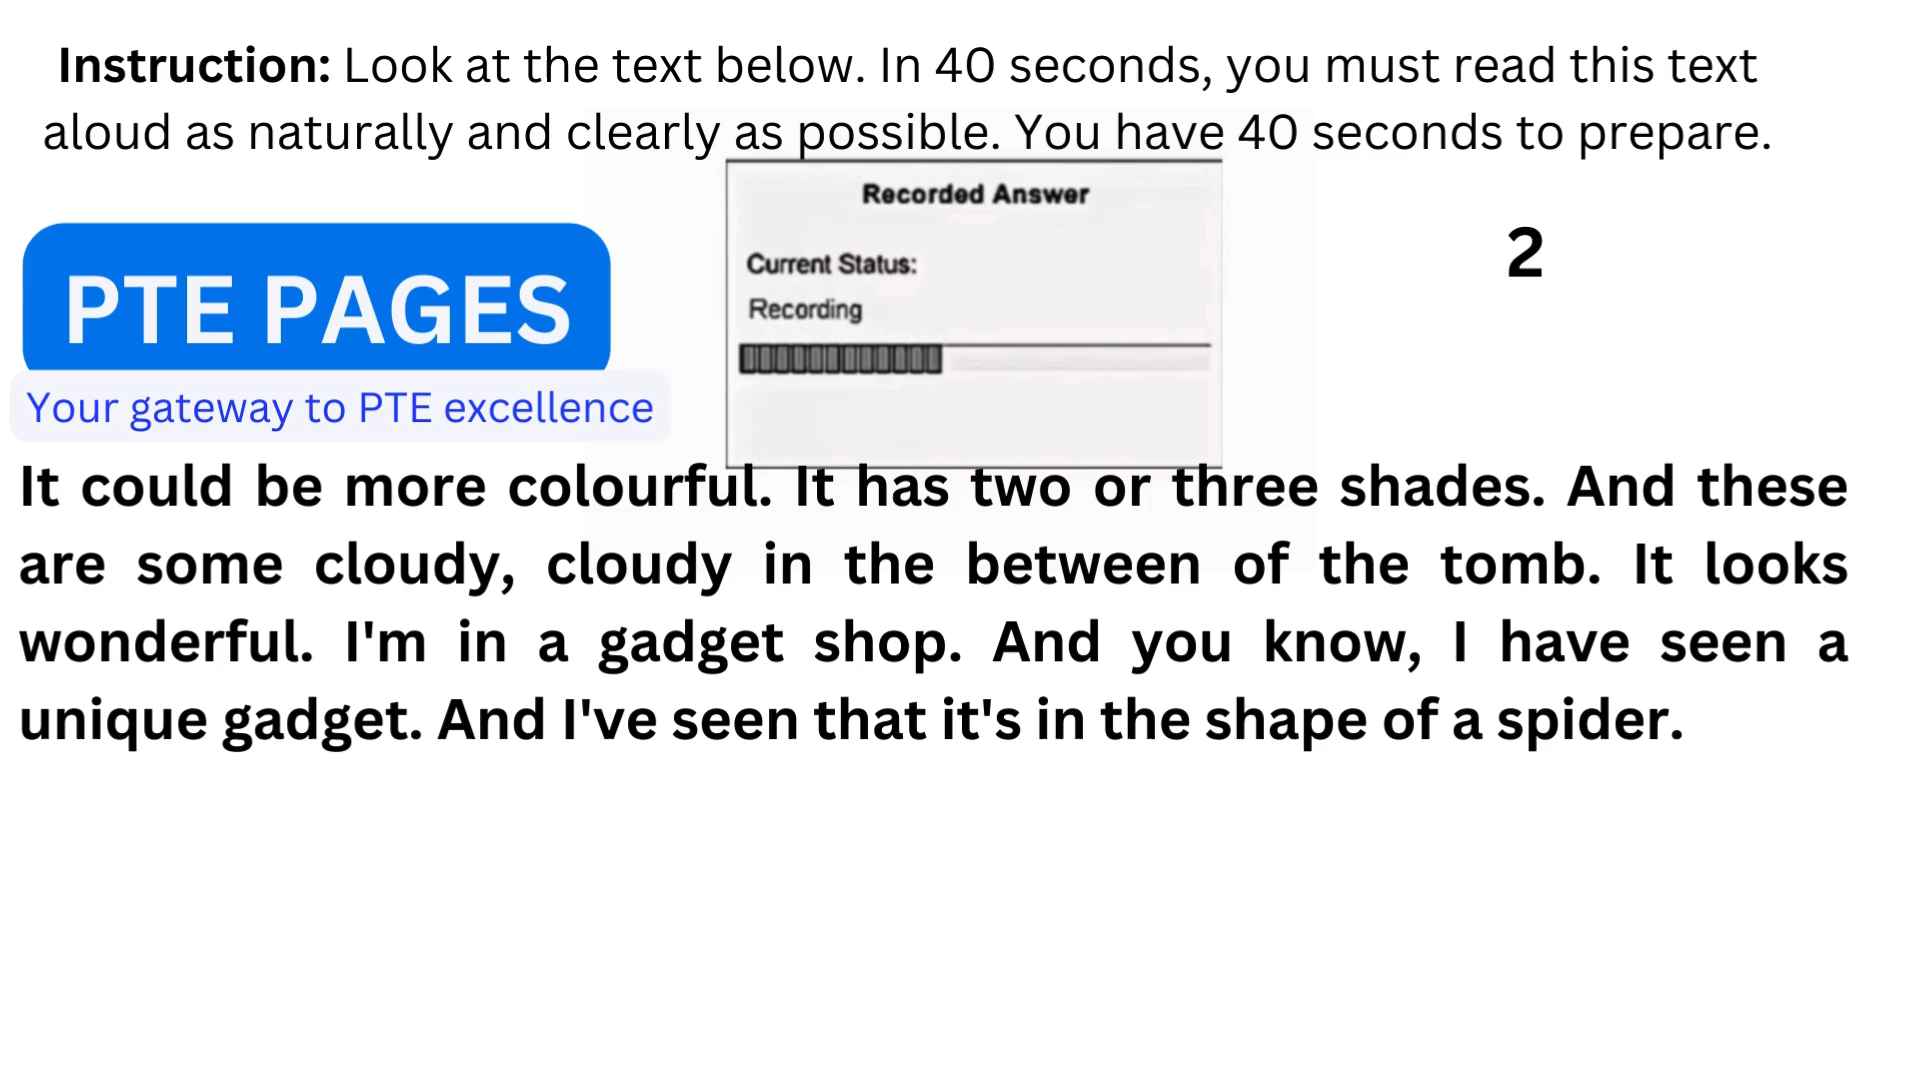 Instruction: Look at the text below. In 40 seconds, you must read this text
aloud as naturally and clearly as possible. You have 40 seconds to prepare.
Recorded Answer
Current Status:
Recording
2
PTE PAGES
Your gateway to PTE excellence
It could be more colourful. It has two or three shades. And these
are some cloudy, cloudy in the between of the tomb. It looks
wonderful. I'm in a gadget shop. And you know, I have seen a
unique gadget. And I've seen that it's in the shape of a spider.